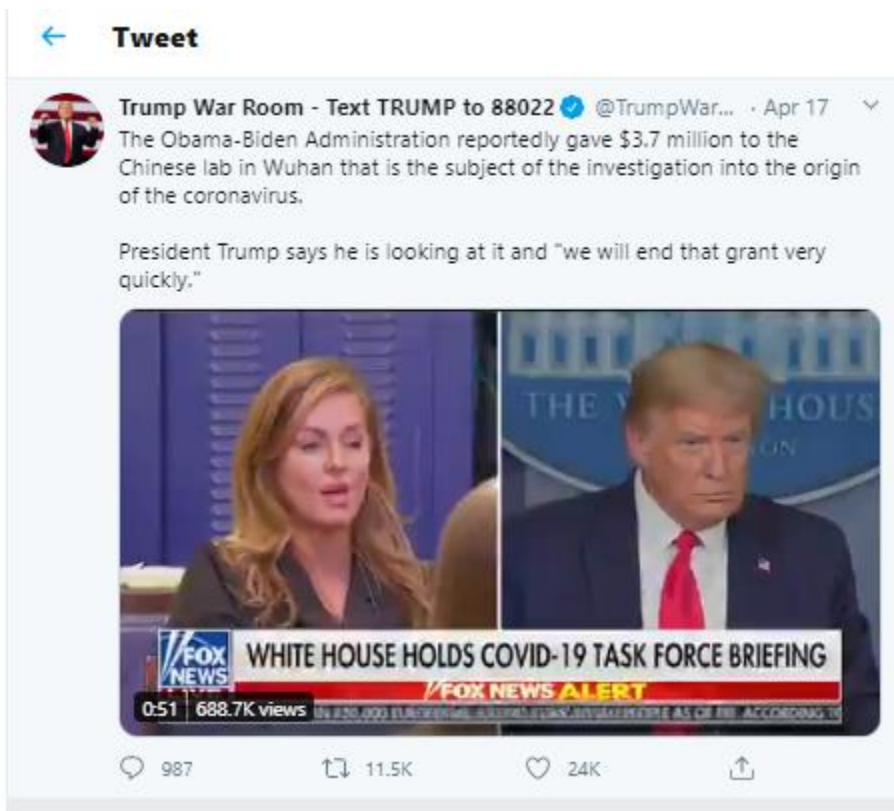 Tweet
Trump War Room - Text TRUMP to 88022 @TrumpWar... · Apr 17
The Obama-Biden Administration reportedly gave $3.7 million to the
Chinese lab in Wuhan that is the subject of the investigation into the origin
of the coronavirus.
President Trump says he is looking at it and "we will end that grant very
quickly."
THE HOUS
ON
FOX
NEWS
WHITE HOUSE HOLDS COVID-19 TASK FORCE BRIEFING
FOX NEWS ALERT
0:51 688.7K views
987 11.5K 24K